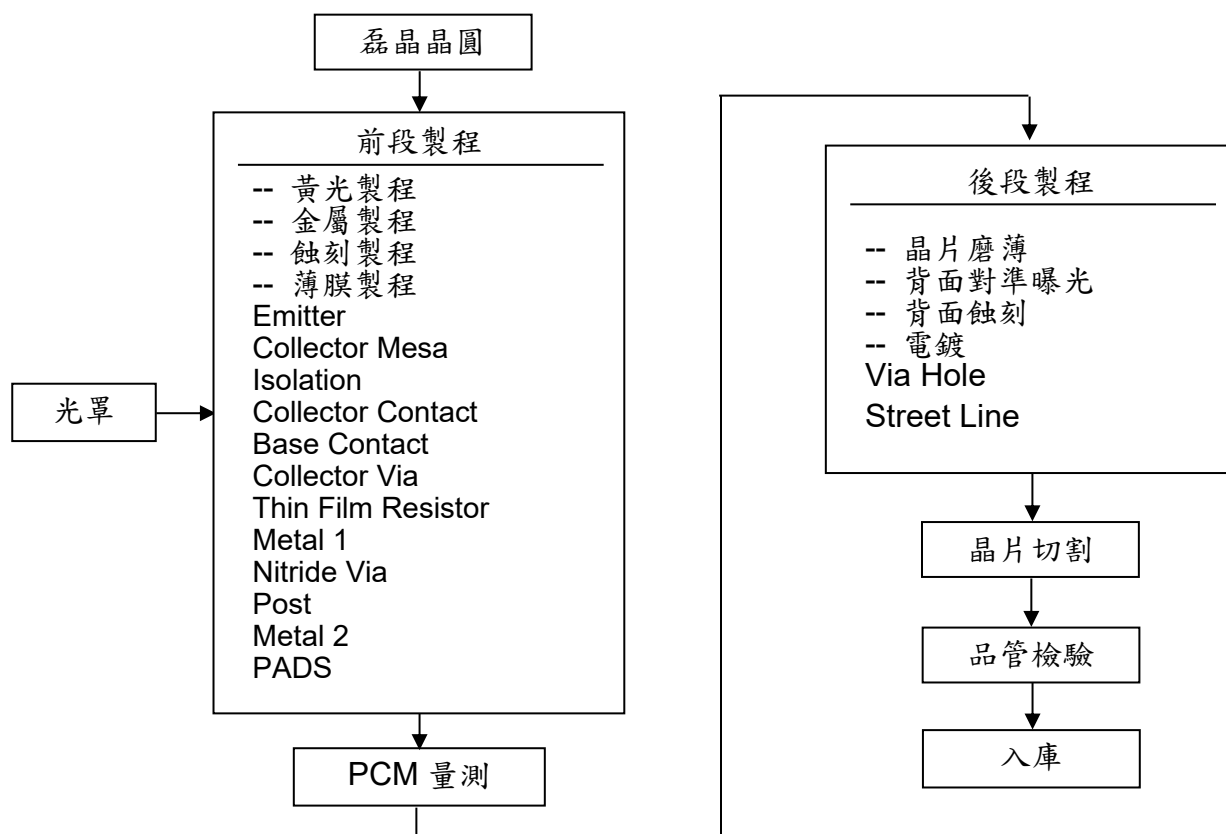 磊晶晶圓
前段製程
-- 黃光製程
-- 金屬製程
-- 蝕刻製程
-- 薄膜製程
Emitter
Collector Mesa
Isolation
Collector Contact
Base Contact
Collector Via
Thin Film Resistor
Metal 1
Nitride Via
Post
Metal 2
PADS
光罩
PCM 量測
後段製程
-- 晶片磨薄
-- 背面對準曝光
-- 背面蝕刻
-- 電鍍
Via Hole
Street Line
晶片切割
品管檢驗
入庫